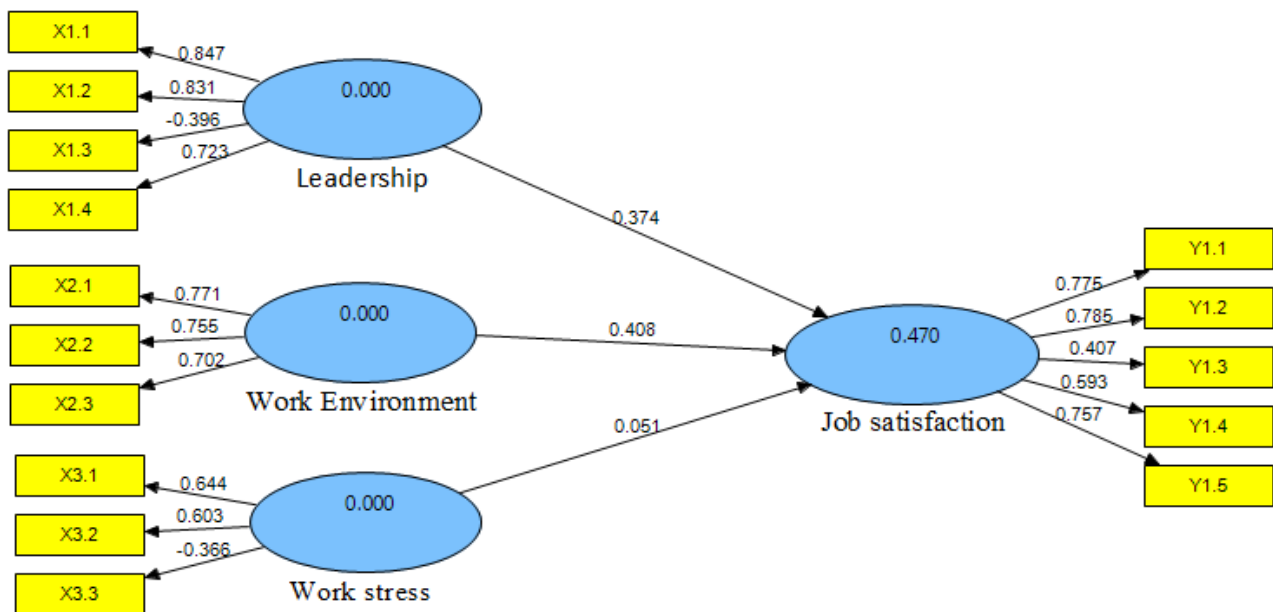 X1.1
0.847
X1.2
0.831
X1.3
-0.396
X1.4
0.723
0.000
Leadership
0.374
X2.1
0.771
X2.2
0.755
X2.3
0.702
0.000
Work Environment
0.408
X3.1
0.644
X3.2
0.603
X3.3
-0.366
0.000
Work stress
0.051
0.470
Job satisfaction
0.775
Y1.1
0.785
Y1.2
0.407
Y1.3
0.593
Y1.4
0.757
Y1.5